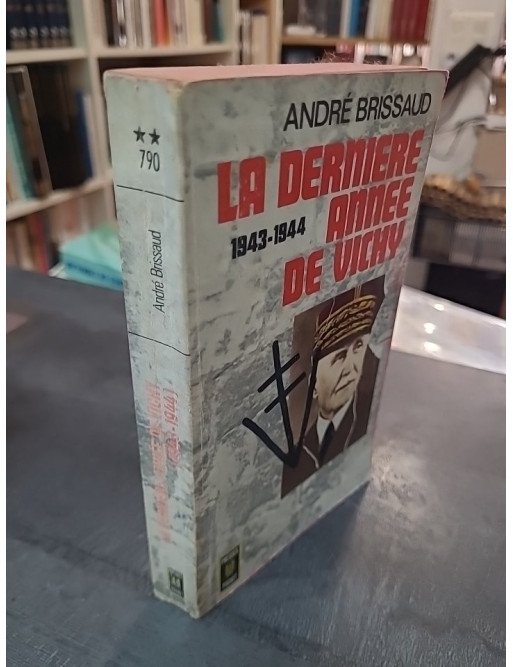 ANDRÉ BRISSAUD
LA DERNIERE
1943-1944 ANNEE
DE VICHY
★★
790
André Brissaud